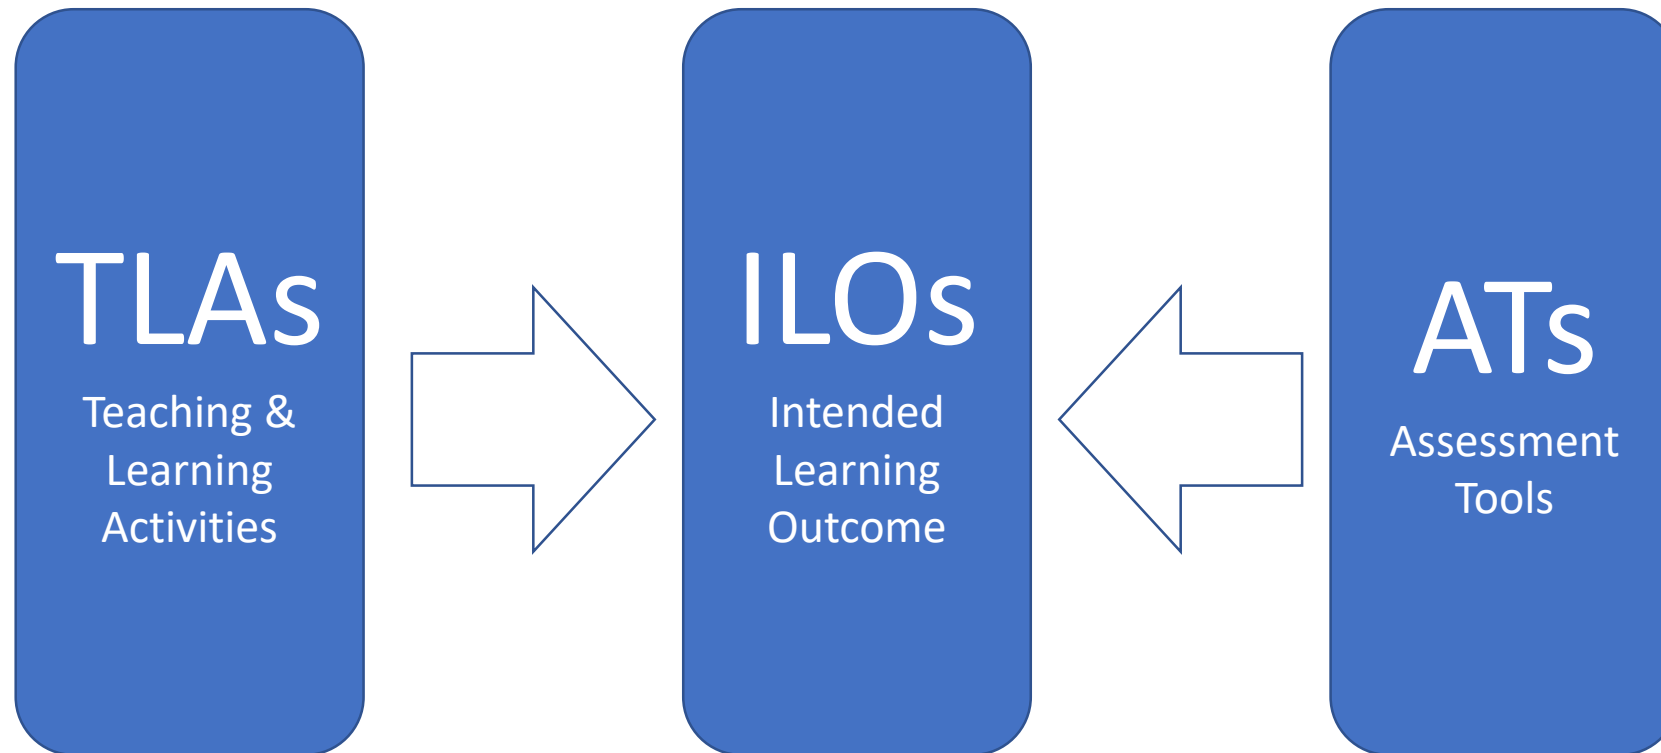 TLAs
Teaching &
Learning
Activities
ILOs
Intended
Learning
Outcome
ATs
Assessment
Tools